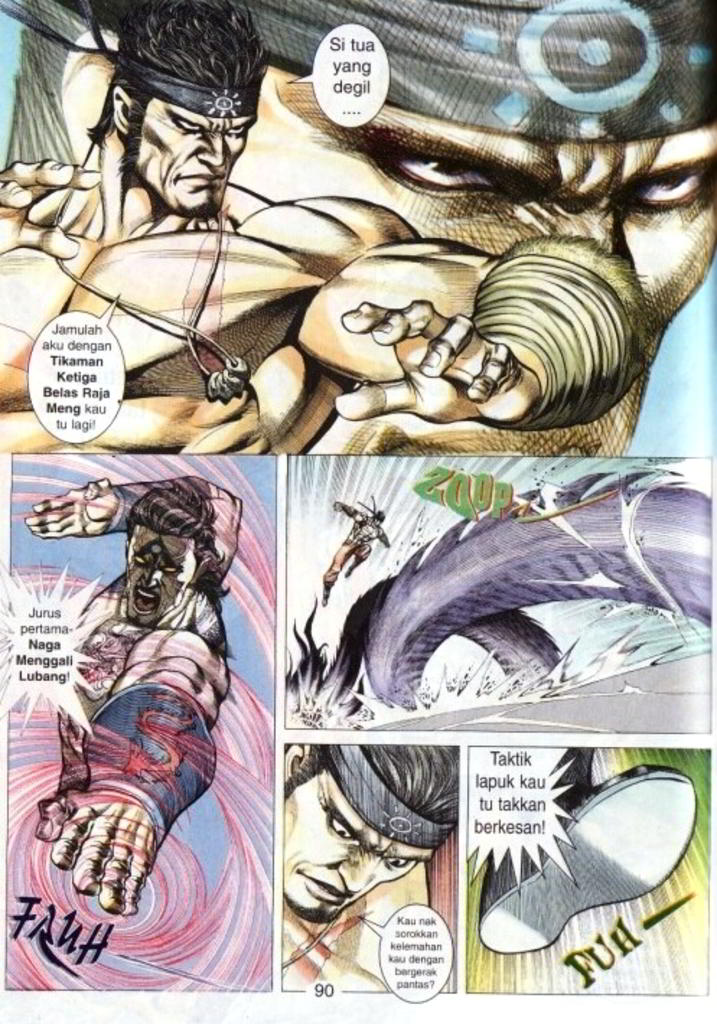 Si tua
yang
degil
....
Jamulah
aku dengan
Tikaman
Ketiga
Belas Raja
Meng kau
tu lagi!
Jurus
pertama-
Naga
Menggali
Lubang!
FAUH
ZOOP
Kau nak
sorokkan
kelemahan
kau dengan
bergerak
pantas?
Taktik
lapuk kau
tu takkan
berkesan!
FUH
90